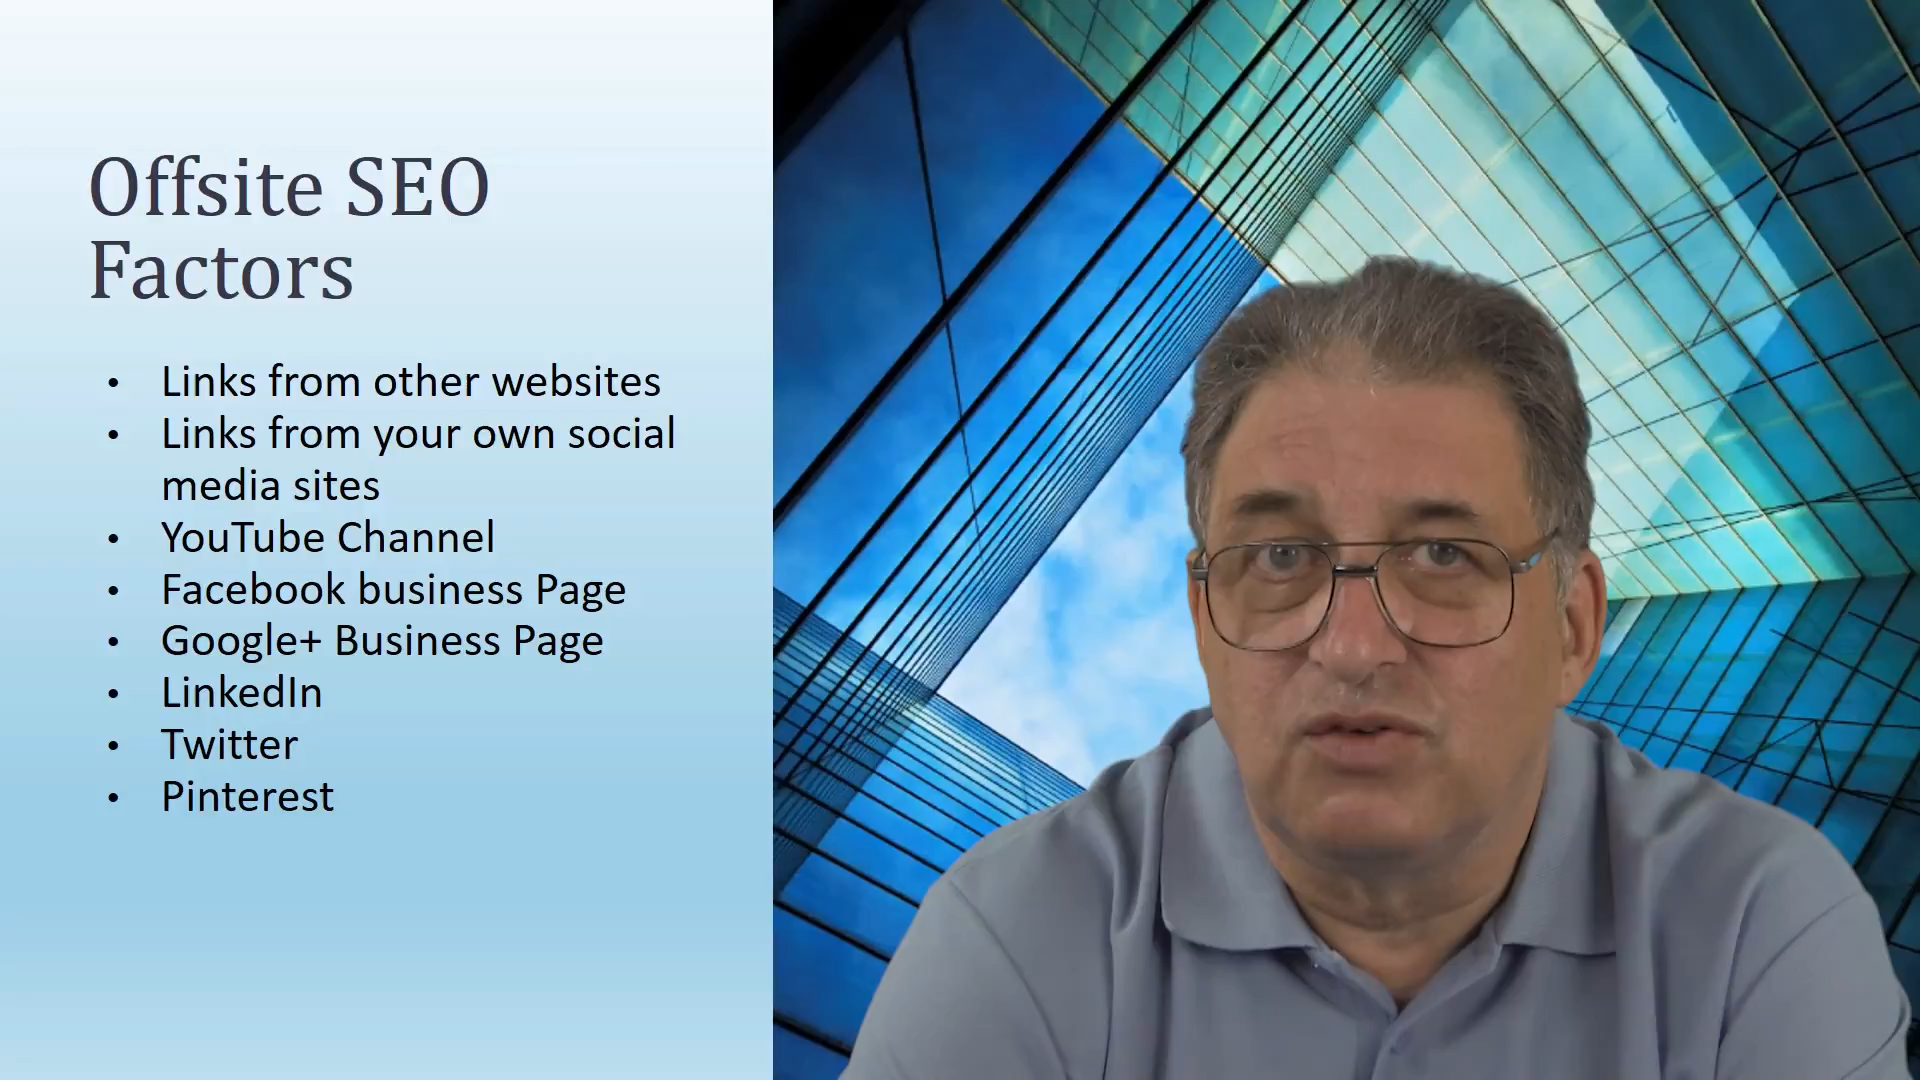 Offsite SEO
Factors
• Links from other websites
• Links from your own social
media sites
• YouTube Channel
• Facebook business Page
• Google+ Business Page
• LinkedIn
• Twitter
• Pinterest